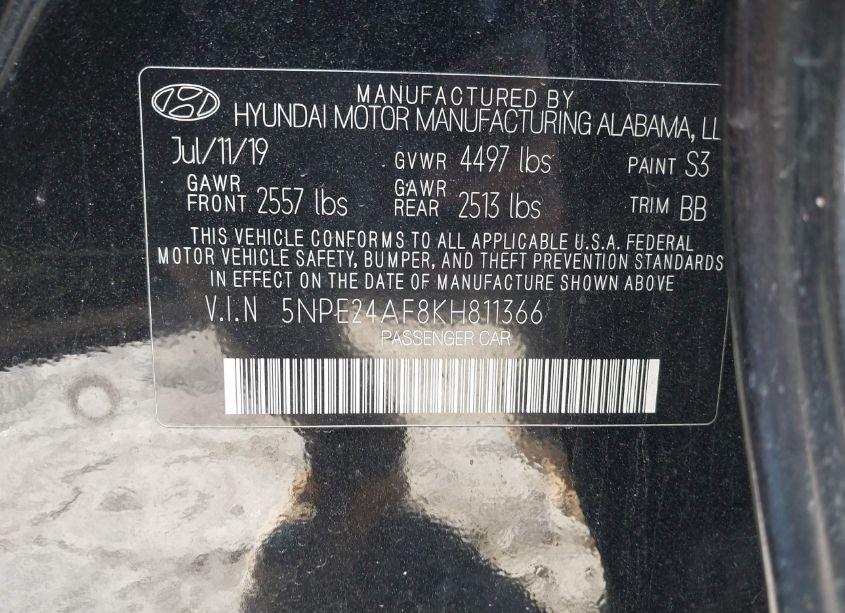 MANUFACTURED BY
HYUNDAI MOTOR MANUFACTURING ALABAMA, LL
Jul/11/19 GVWR 4497 lbs PAINT S3
GAWR FRONT 2557 lbs GAWR REAR 2513 lbs TRIM BB
THIS VEHICLE CONFORMS TO ALL APPLICABLE U.S.A. FEDERAL
MOTOR VEHICLE SAFETY, BUMPER, AND THEFT PREVENTION STANDARDS
IN EFFECT ON THE DATE OF MANUFACTURE SHOWN ABOVE
V.I.N 5NPE24AF8KH811366
PASSENGER CAR